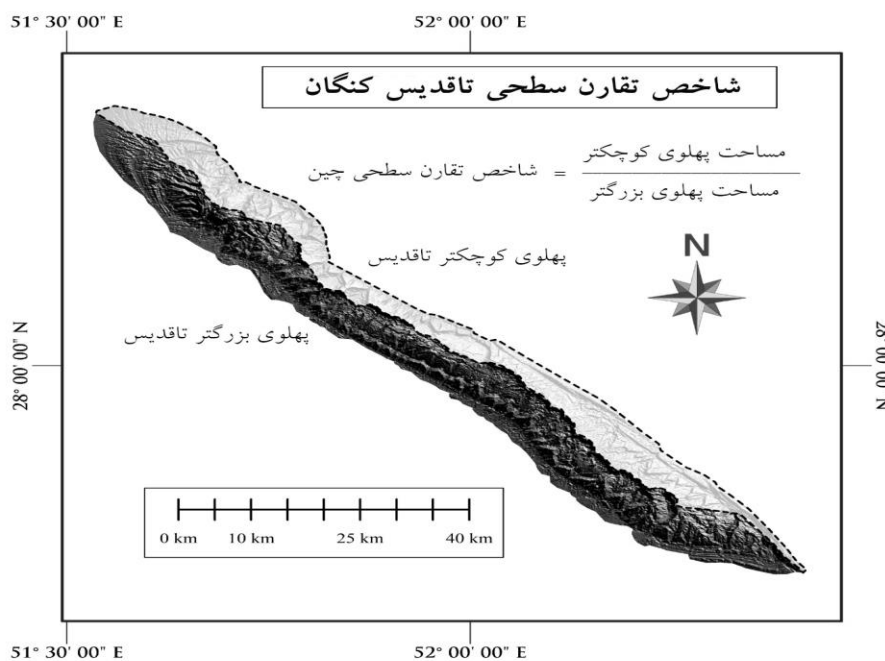 51° 30' 00" E
52° 00' 00" E
شاخص تقارن سطحی تاقدیس کنگان
شاخص تقارن سطحی چین = مساحت پهلوی کوچکتر
مساحت پهلوی بزرگتر
N
پهلوی کوچکتر تاقدیس
پهلوی بزرگتر تاقدیس
28° 00' 00" N
28° 00' 00" N
0 km 10 km 25 km 40 km
51° 30' 00" E
52° 00' 00" E